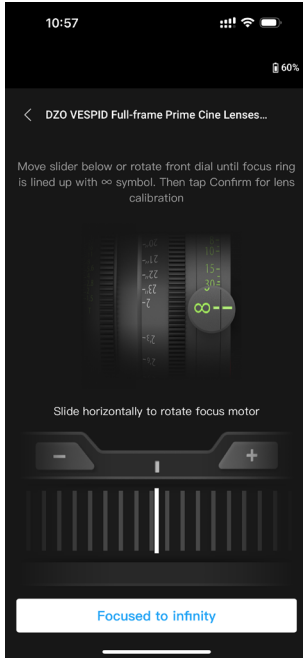 10:57
60%
DZO VESPID Full-frame Prime Cine Lenses...
Move slider below or rotate front dial until focus ring
is lined up with ∞ symbol. Then tap Confirm for lens
calibration
10-
15-
30-
∞
Slide horizontally to rotate focus motor
Focused to infinity